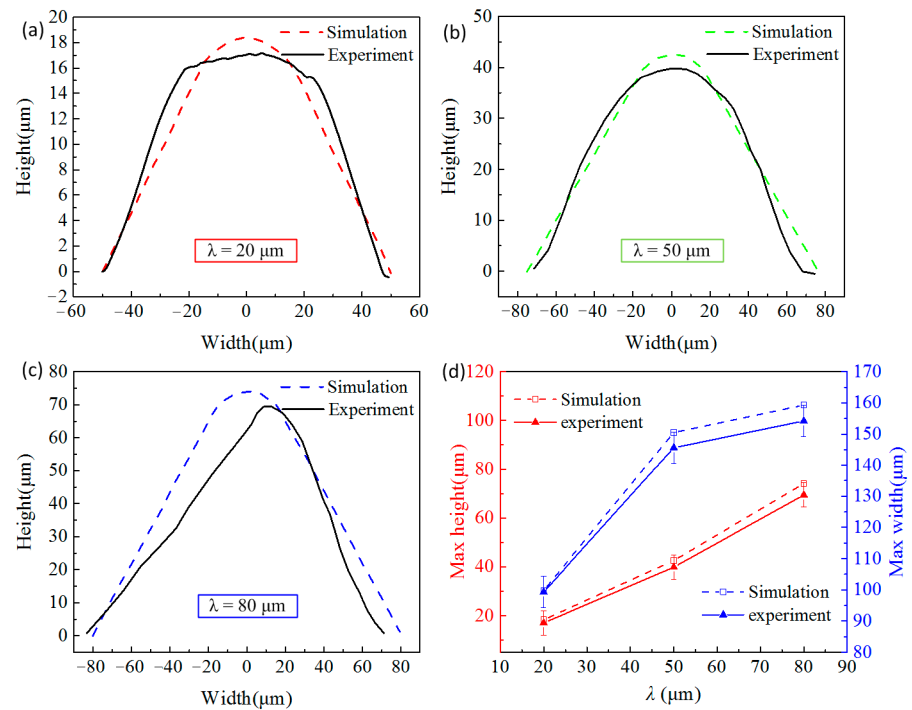 (a)
Simulation
Experiment
Height(μm)
18
16
14
12
10
8
6
4
2
0
−2
λ = 20 μm
−60 −40 −20 0 20 40 60
Width(μm)
(b)
Simulation
Experiment
Height(μm)
50
40
30
20
10
0
λ = 50 μm
−80 −60 −40 −20 0 20 40 60 80
Width(μm)
(c)
Simulation
Experiment
Height(μm)
80
70
60
50
40
30
20
10
0
λ = 80 μm
−80 −60 −40 −20 0 20 40 60 80
Width(μm)
(d)
Simulation
experiment
Max height(μm)
120
100
80
60
40
20
Simulation
experiment
Max width(μm)
170
160
150
140
130
120
110
100
90
80
10 20 30 40 50 60 70 80 90
λ (μm)